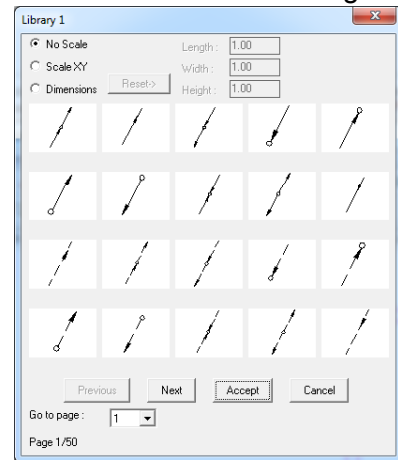 Library 1
No Scale
Length : 1.00
Scale XY
Width : 1.00
Dimensions
Reset->
Height : 1.00
Previous
Next
Accept
Cancel
Go to page :
1
Page 1/50